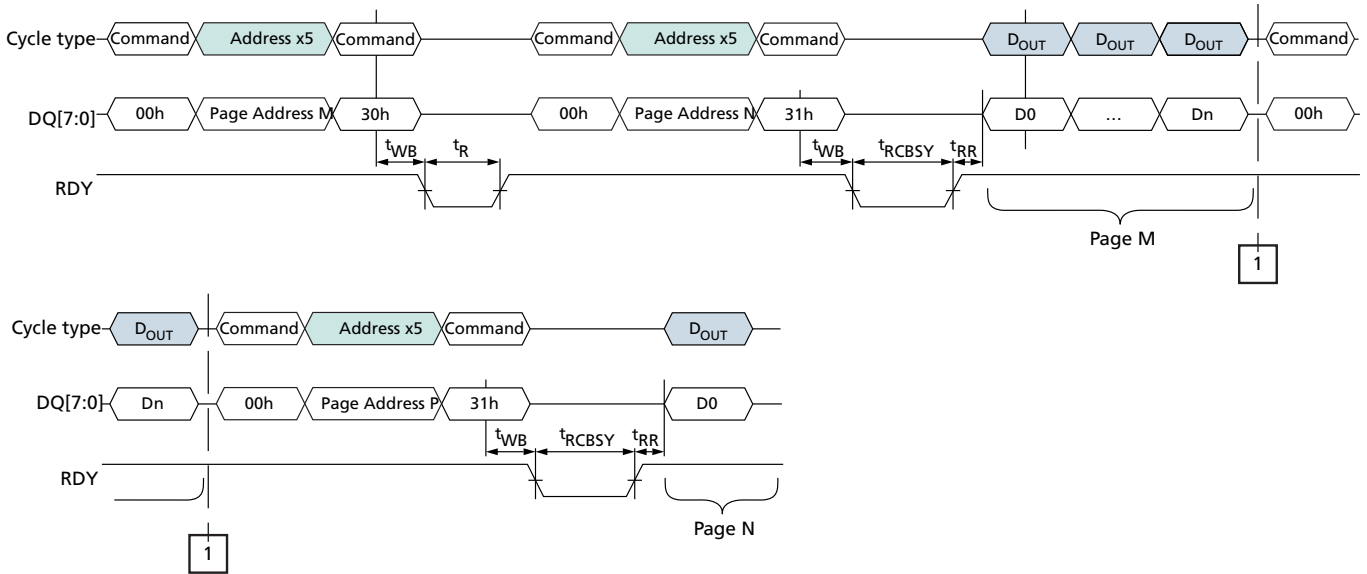 Cycle type Command Address x5 Command Command Address x5 Command DOUT DOUT DOUT Command
DQ[7:0] 00h Page Address M 30h 00h Page Address N 31h D0 ... Dn 00h
tWB tR tWB tRCBSY tRR
RDY
Page M
1
Cycle type DOUT Command Address x5 Command DOUT
DQ[7:0] Dn 00h Page Address P 31h D0
tWB tRCBSY tRR
RDY
Page N
1